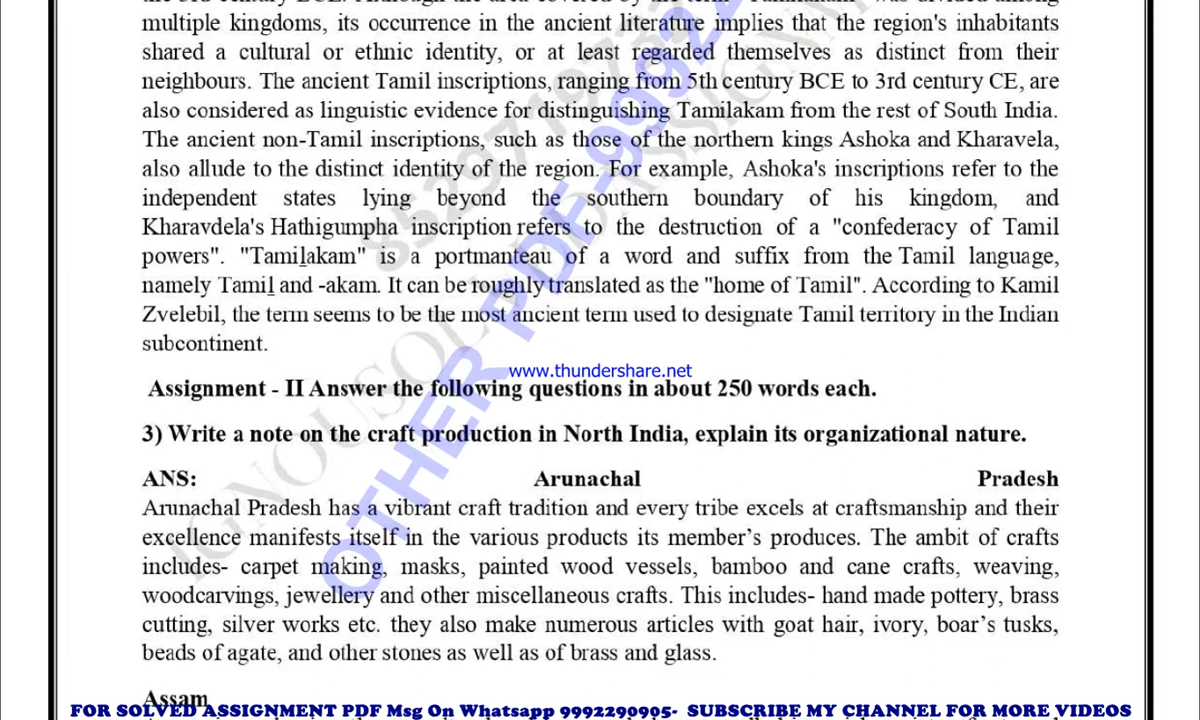 multiple kingdoms, its occurrence in the ancient literature implies that the region's inhabitants
shared a cultural or ethnic identity, or at least regarded themselves as distinct from their
neighbours. The ancient Tamil inscriptions, ranging from 5th century BCE to 3rd century CE, are
also considered as linguistic evidence for distinguishing Tamilakam from the rest of South India.
The ancient non-Tamil inscriptions, such as those of the northern kings Ashoka and Kharavela,
also allude to the distinct identity of the region. For example, Ashoka's inscriptions refer to the
independent states lying beyond the southern boundary of his kingdom, and
Kharavdela's Hathigumpha inscription refers to the destruction of a "confederacy of Tamil
powers". "Tamiḻakam" is a portmanteau of a word and suffix from the Tamil language,
namely Tamiḻ and -akam. It can be roughly translated as the "home of Tamil". According to Kamil
Zvelebil, the term seems to be the most ancient term used to designate Tamil territory in the Indian
subcontinent.
www.thundershare.net
Assignment - II Answer the following questions in about 250 words each.
3) Write a note on the craft production in North India, explain its organizational nature.
ANS: Arunachal Pradesh
Arunachal Pradesh has a vibrant craft tradition and every tribe excels at craftsmanship and their
excellence manifests itself in the various products its member’s produces. The ambit of crafts
includes- carpet making, masks, painted wood vessels, bamboo and cane crafts, weaving,
woodcarvings, jewellery and other miscellaneous crafts. This includes- hand made pottery, brass
cutting, silver works etc. they also make numerous articles with goat hair, ivory, boar’s tusks,
beads of agate, and other stones as well as of brass and glass.
Assam
FOR SOLVED ASSIGNMENT PDF Msg On Whatsapp 9992290905- SUBSCRIBE MY CHANNEL FOR MORE VIDEOS
OTHER PDF-9992